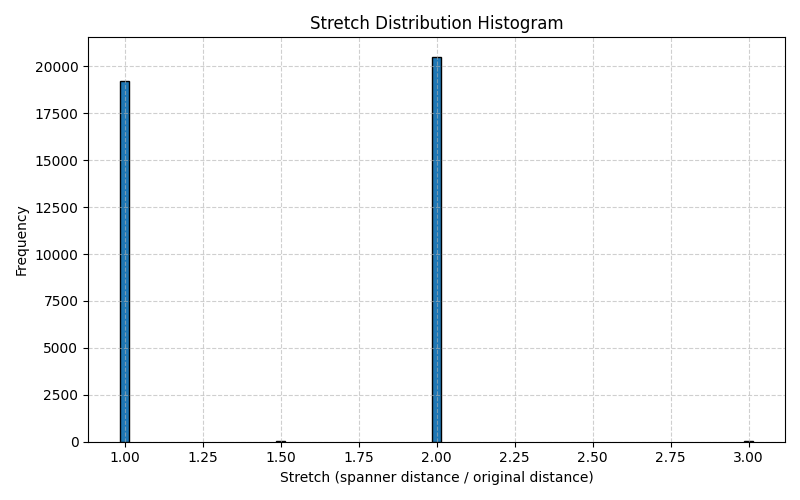 Stretch Distribution Histogram
Frequency
20000
17500
15000
12500
10000
7500
5000
2500
0
1.00 1.25 1.50 1.75 2.00 2.25 2.50 2.75 3.00
Stretch (spanner distance / original distance)